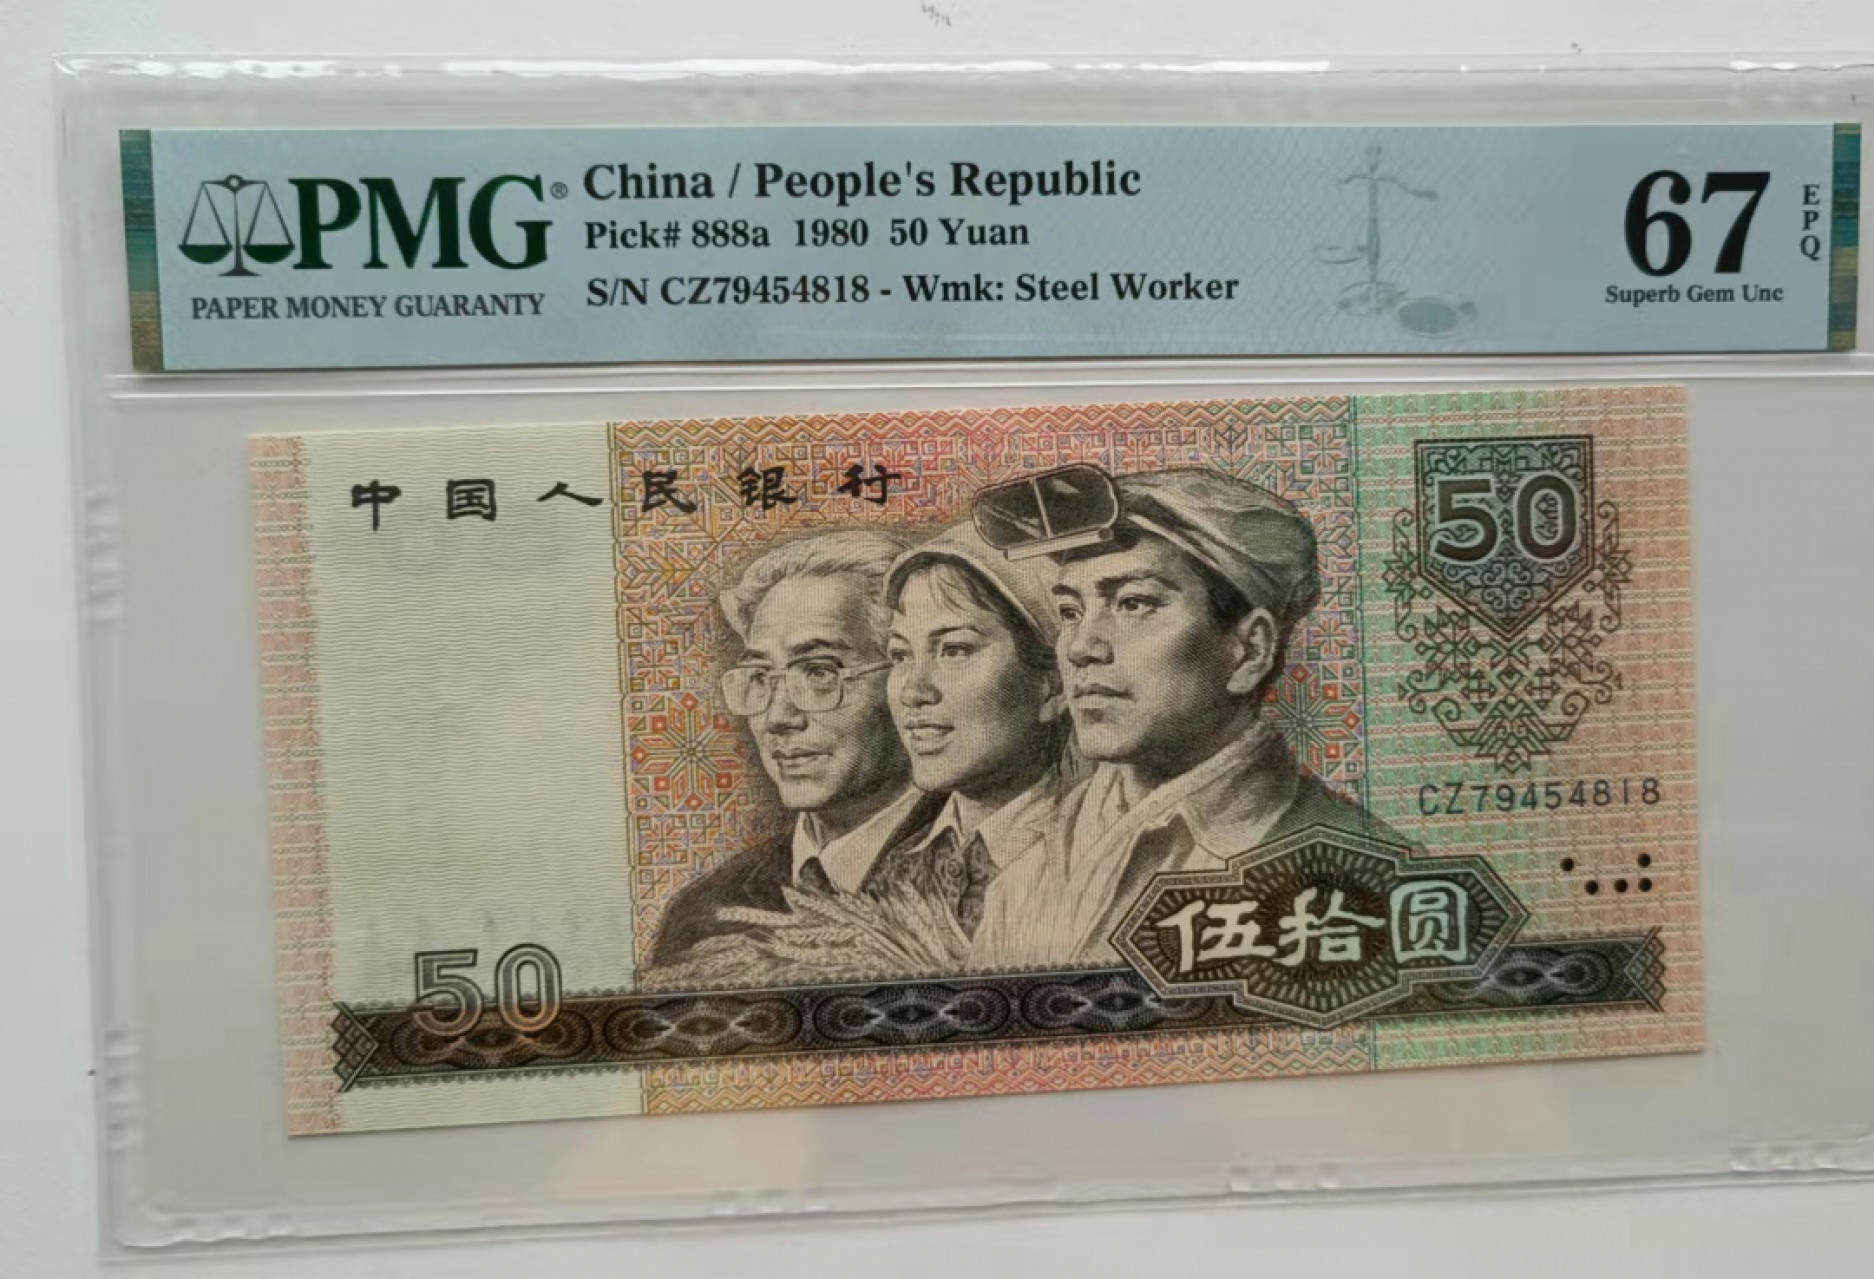 PMG®
PAPER MONEY GUARANTY
China / People's Republic
Pick# 888a 1980 50 Yuan
S/N CZ79454818 - Wmk: Steel Worker
67
EPQ
Superb Gem Unc
中国人民银行
50
CZ79454818
50
伍拾圆